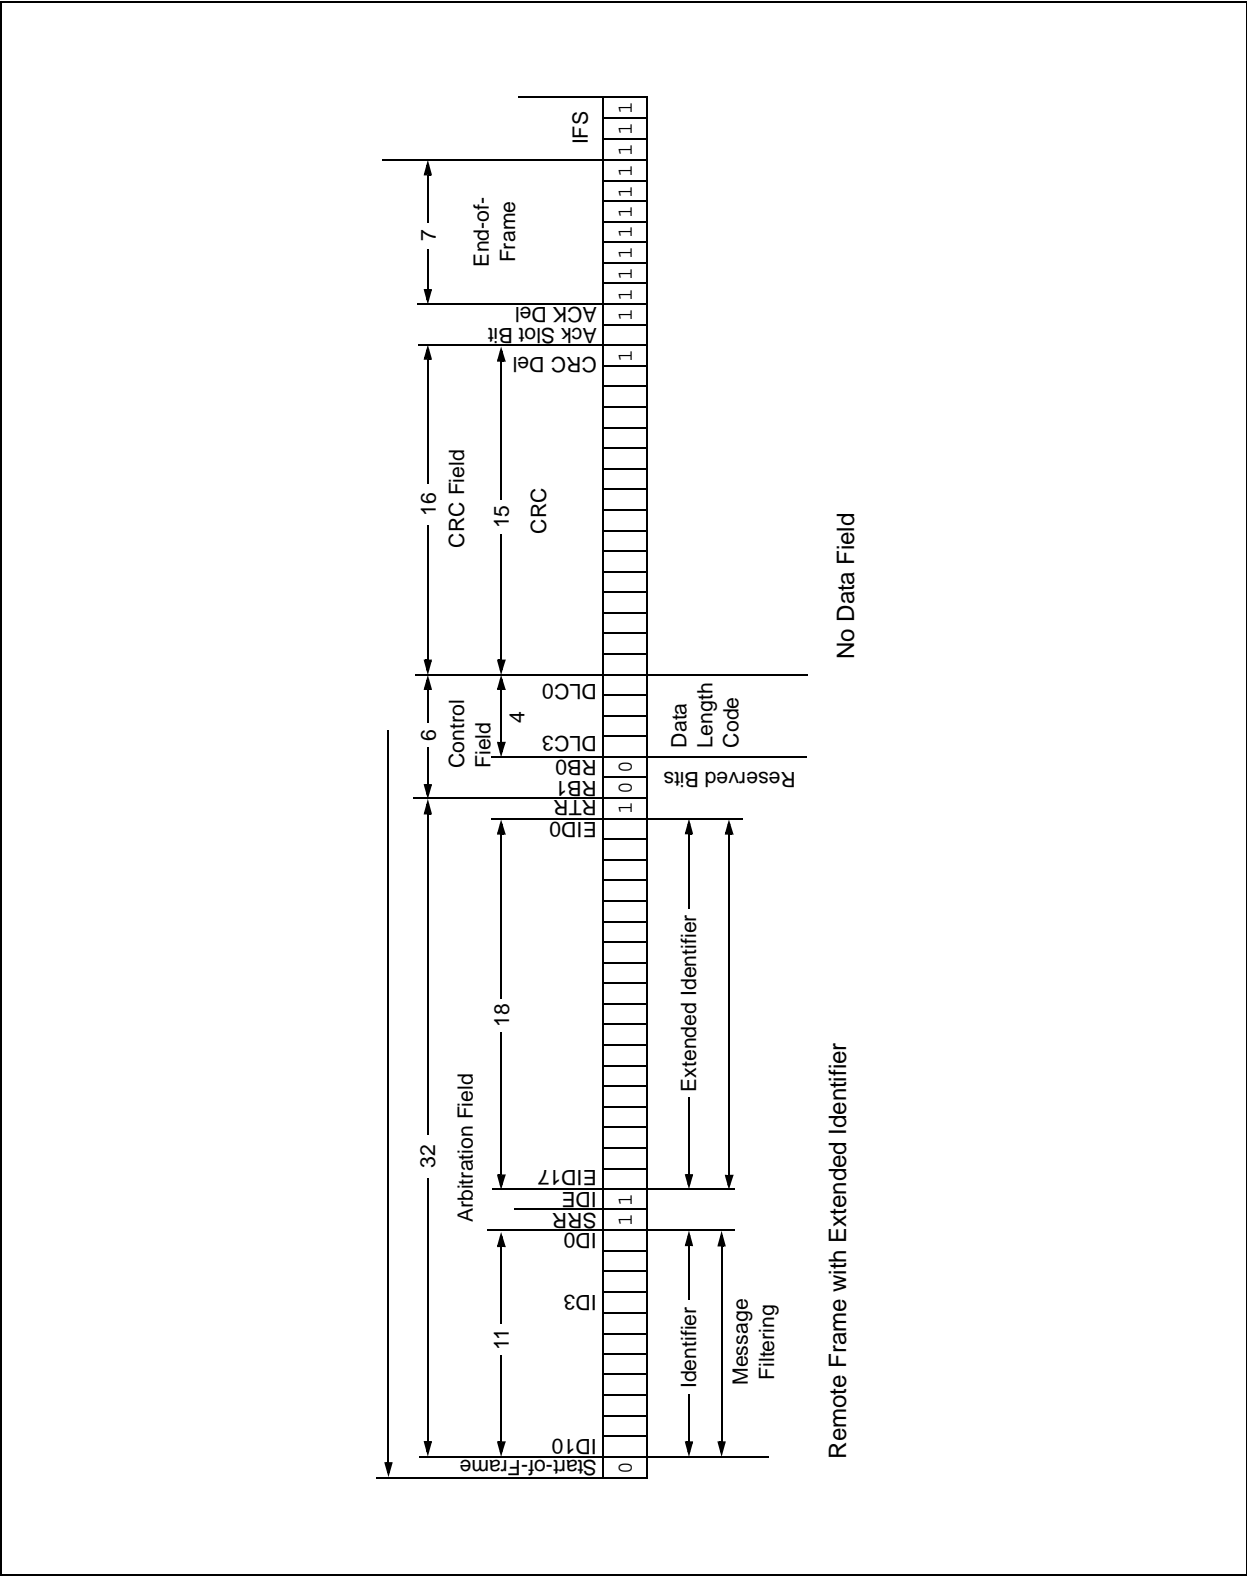 32
6
16
7
Arbitration Field
Control
Field
CRC Field
End-of-
Frame
11
18
4
15
CRC
IFS
Start-of-Frame
ID10
ID3
ID0
SRR
IDE
EID17
EID0
RTR
RB1
RB0
DLC3
DLC0
CRC Del
Ack Slot Bit
ACK Del
0 1 1 1 0 0 1 1 1 1 1 1 1 1 1 1 1 1
Identifier
Extended Identifier
Reserved Bits
Data
Length
Code
Message
Filtering
Remote Frame with Extended Identifier
No Data Field